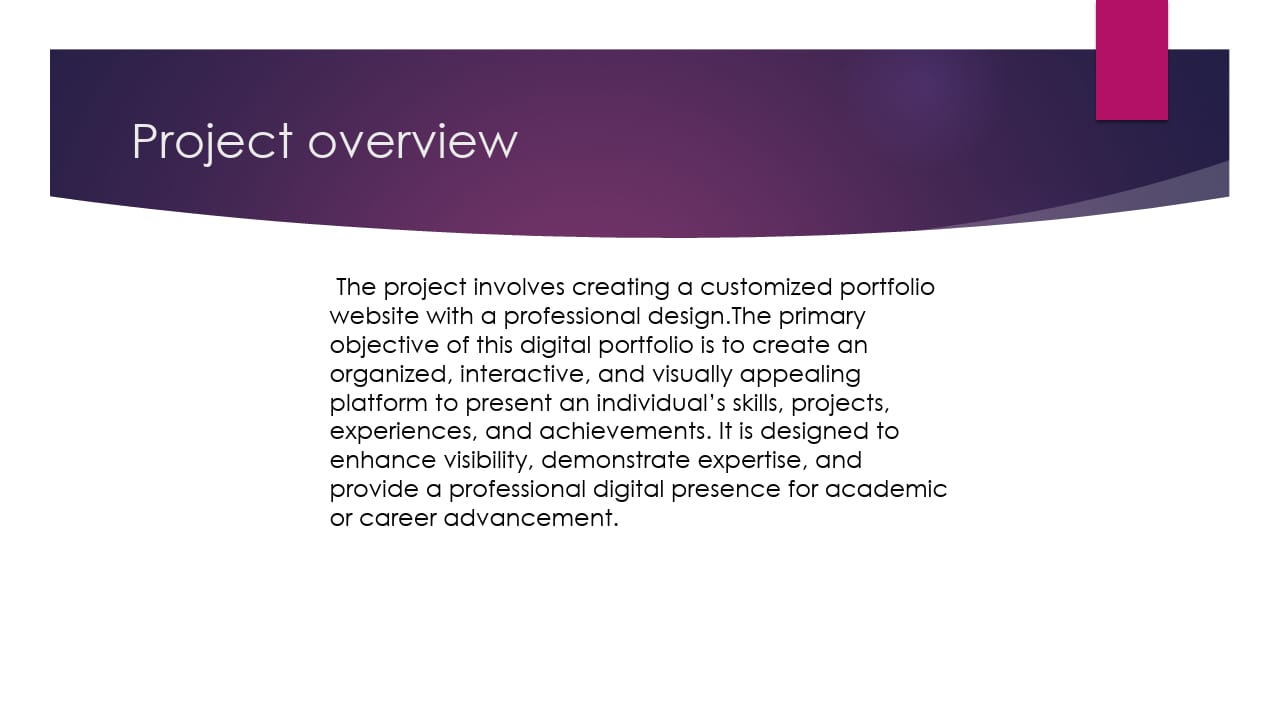 Project overview
The project involves creating a customized portfolio
website with a professional design.The primary
objective of this digital portfolio is to create an
organized, interactive, and visually appealing
platform to present an individual’s skills, projects,
experiences, and achievements. It is designed to
enhance visibility, demonstrate expertise, and
provide a professional digital presence for academic
or career advancement.